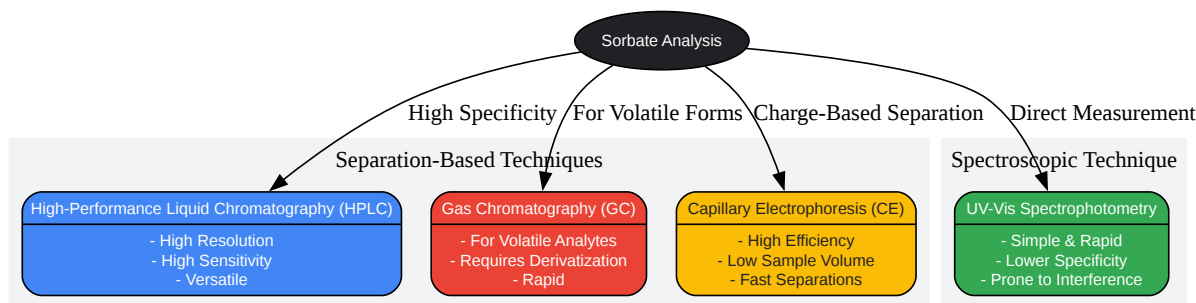 Sorbate Analysis
High Specificity
For Volatile Forms
Charge-Based Separation
Direct Measurement
Separation-Based Techniques
Spectroscopic Technique
High-Performance Liquid Chromatography (HPLC)
- High Resolution
- High Sensitivity
- Versatile
Gas Chromatography (GC)
- For Volatile Analytes
- Requires Derivatization
- Rapid
Capillary Electrophoresis (CE)
- High Efficiency
- Low Sample Volume
- Fast Separations
UV-Vis Spectrophotometry
- Simple & Rapid
- Lower Specificity
- Prone to Interference